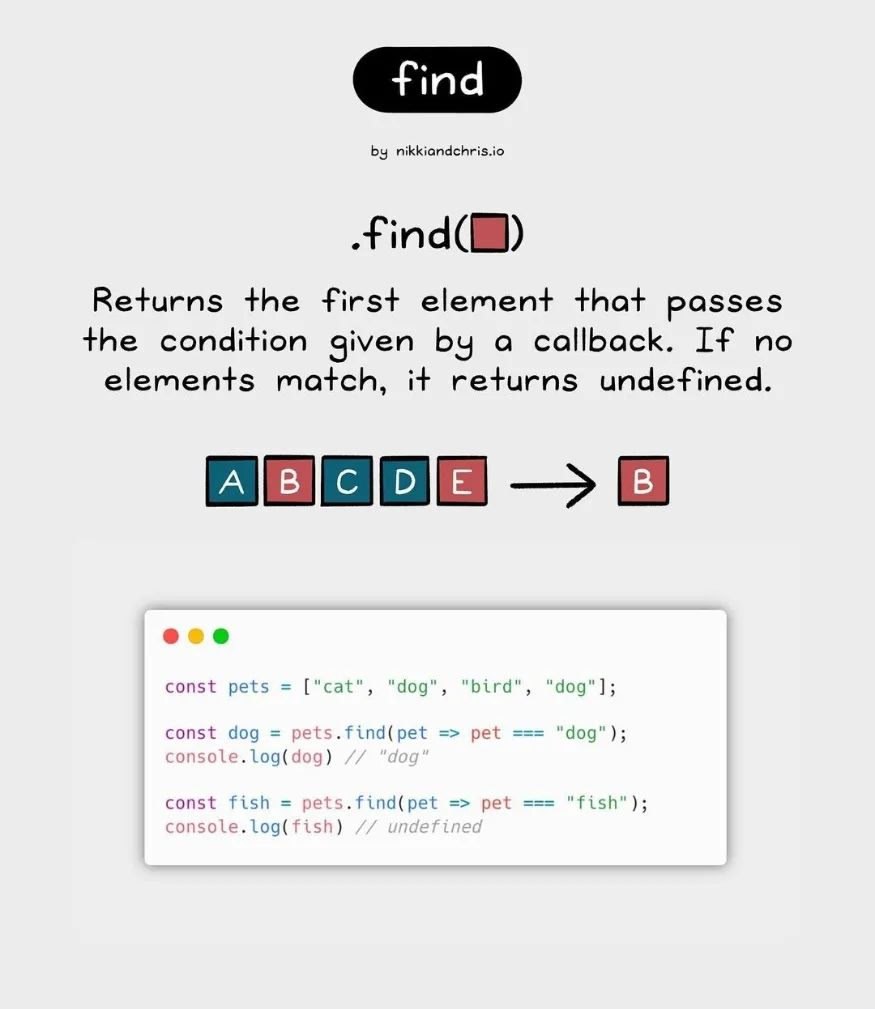 find
by nikkiandchris.io
.find( )
Returns the first element that passes
the condition given by a callback. If no
elements match, it returns undefined.
A B C D E → B
const pets = ["cat", "dog", "bird", "dog"];
const dog = pets.find(pet => pet === "dog");
console.log(dog) // "dog"
const fish = pets.find(pet => pet === "fish");
console.log(fish) // undefined